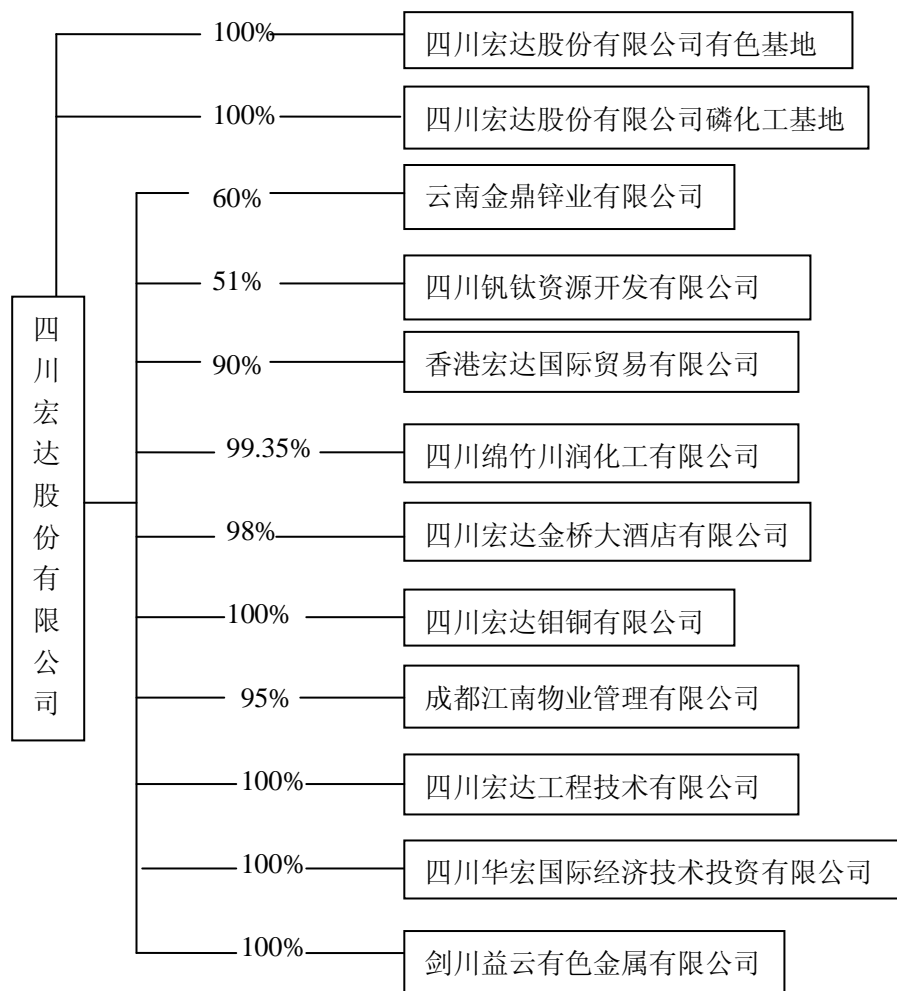 100%
四川宏达股份有限公司有色基地
100%
四川宏达股份有限公司磷化工基地
60%
云南金鼎锌业有限公司
51%
四川钒钛资源开发有限公司
90%
香港宏达国际贸易有限公司
99.35%
四川绵竹川润化工有限公司
98%
四川宏达金桥大酒店有限公司
100%
四川宏达钼铜有限公司
95%
成都江南物业管理有限公司
100%
四川宏达工程技术有限公司
100%
四川华宏国际经济技术投资有限公司
100%
剑川益云有色金属有限公司
四川宏达股份有限公司